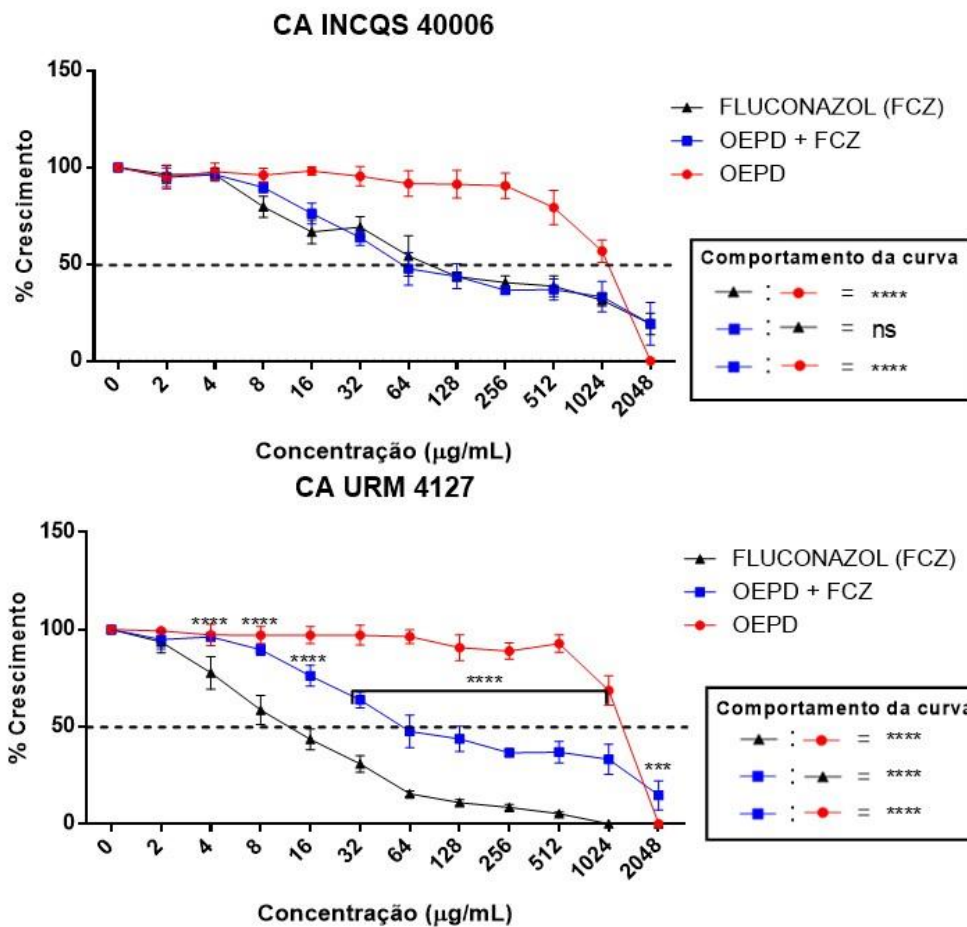 CA INCQS 40006
150
100
50
0
% Crescimento
0 2 4 8 16 32 64 128 256 512 1024 2048
Concentração (µg/mL)
FLUCONAZOL (FCZ)
OEPD + FCZ
OEPD
Comportamento da curva
: = ****
: = ns
: = ****
CA URM 4127
150
100
50
0
% Crescimento
**** ****
****
****
***
0 2 4 8 16 32 64 128 256 512 1024 2048
Concentração (µg/mL)
FLUCONAZOL (FCZ)
OEPD + FCZ
OEPD
Comportamento da curva
: = ****
: = ****
: = ****